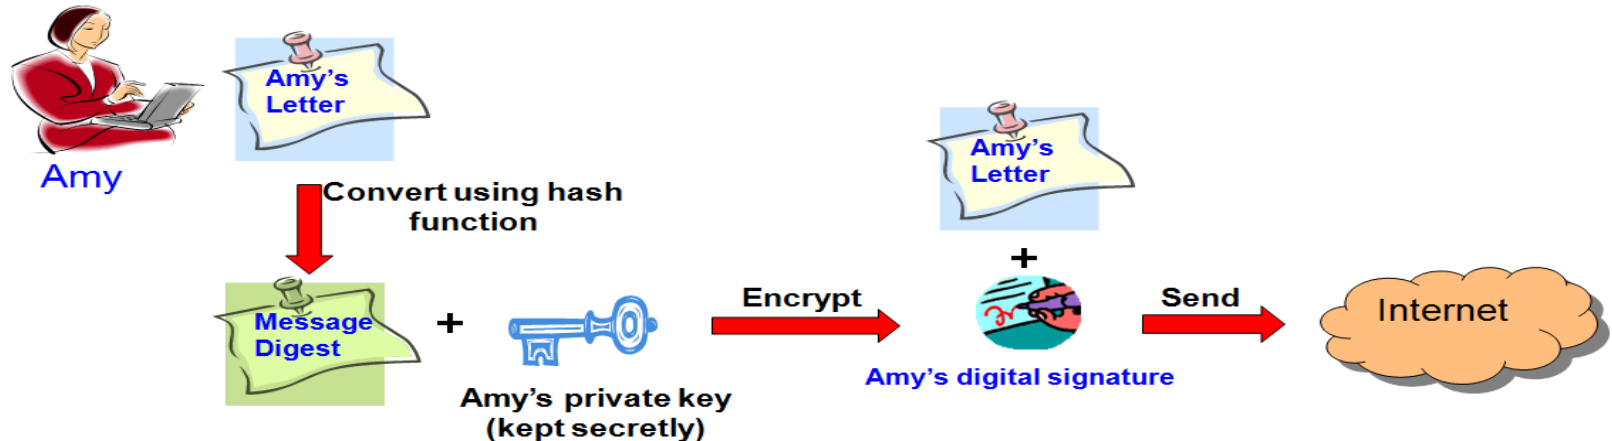 Amy's
Letter
Amy
Convert using hash
function
Message
Digest
+
Amy's private key
(kept secretly)
Encrypt
Amy's
Letter
+
Amy's digital signature
Send
Internet